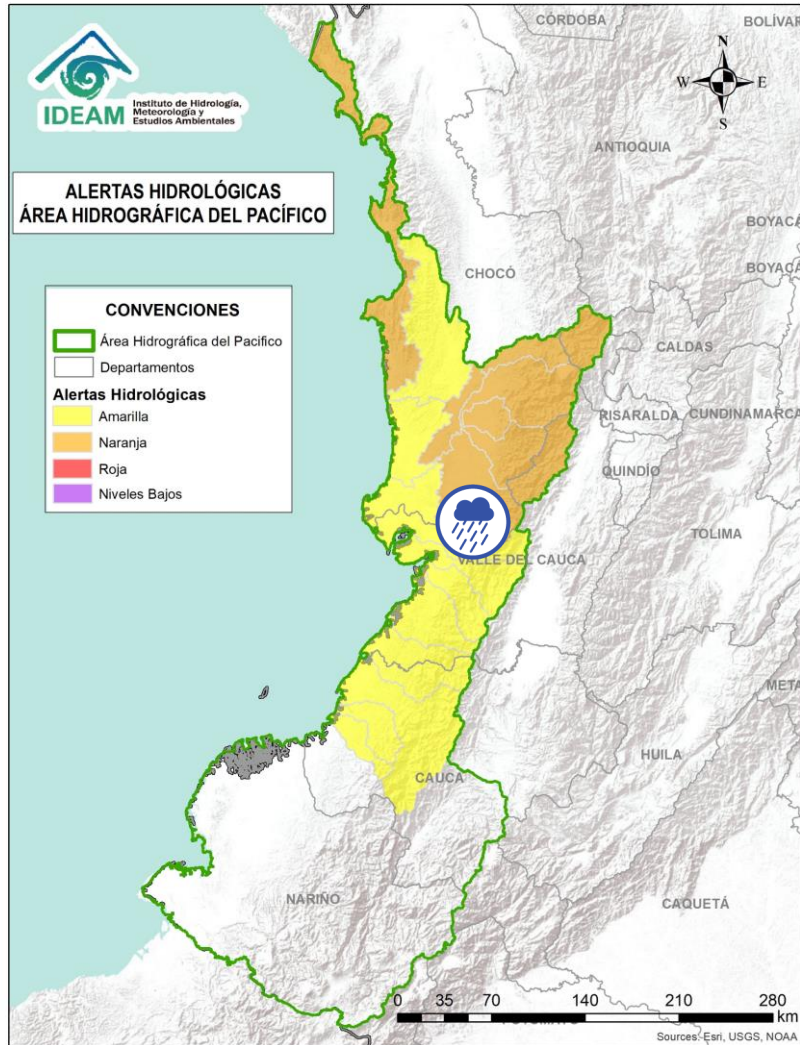 IDEAM
Instituto de Hidrología,
Meteorología y
Estudios Ambientales
CÓRDOBA
BOLÍVAR
N
W
E
S
ANTIOQUIA
ALERTAS HIDROLÓGICAS
ÁREA HIDROGRÁFICA DEL PACÍFICO
BOYACÁ
BOYACÁ
CHOCÓ
CONVENCIONES
Área Hidrográfica del Pacifico
Departamentos
Alertas Hidrológicas
Amarilla
Naranja
Roja
Niveles Bajos
CALDAS
RISARALDA
CUNDINAMARCA
QUINDÍO
TOLIMA
VALLE DEL CAUCA
META
HUILA
CAUCA
NARIÑO
CAQUETÁ
0 35 70 140 210 280
km
Sources: Esri, USGS, NOAA